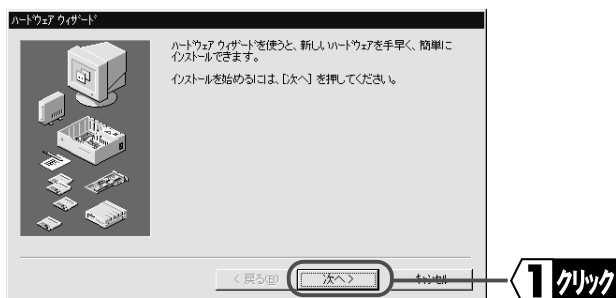 ハードウェア ウィザード
ハードウェア ウィザードを使うと、新しいハードウェアを手早く、簡単に
インストールできます。
インストールを始めるには、[次へ] を押してください。
< 戻る(B)
次へ >
キャンセル
1 クリック